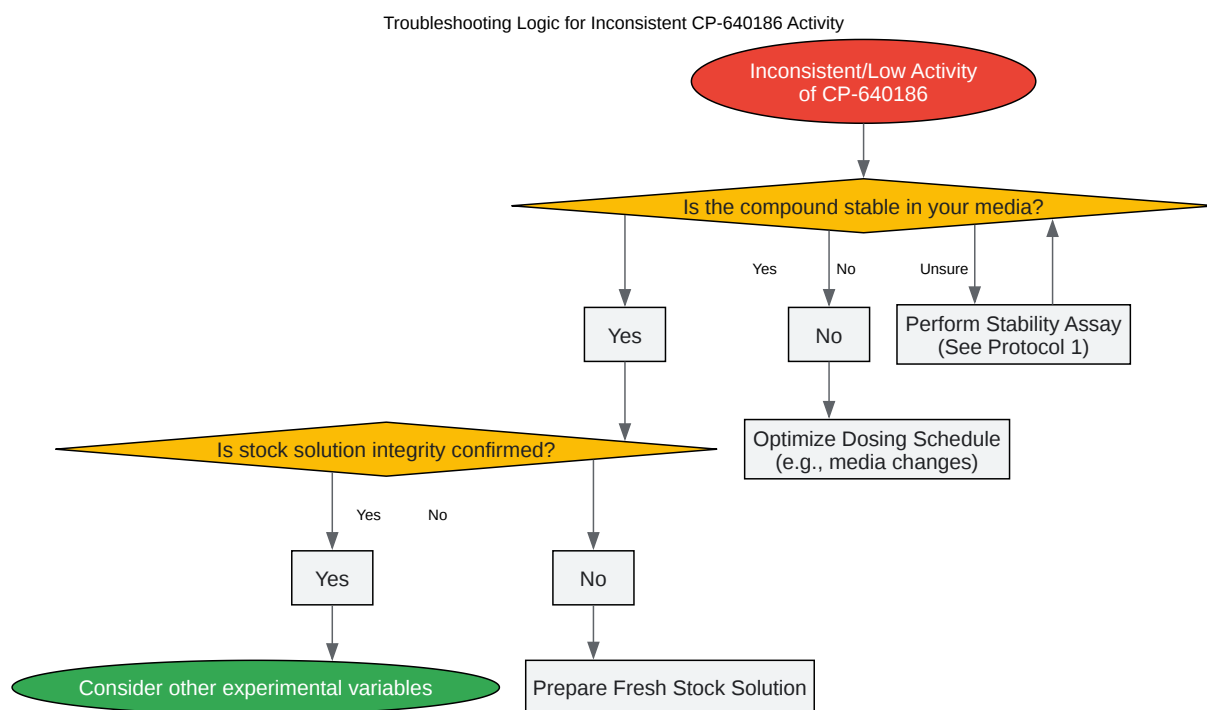 Troubleshooting Logic for Inconsistent CP-640186 Activity
Inconsistent/Low Activity
of CP-640186
Is the compound stable in your media?
Yes
No
Unsure
Yes
No
Perform Stability Assay
(See Protocol 1)
Optimize Dosing Schedule
(e.g., media changes)
Is stock solution integrity confirmed?
Yes
No
Yes
No
Consider other experimental variables
Prepare Fresh Stock Solution